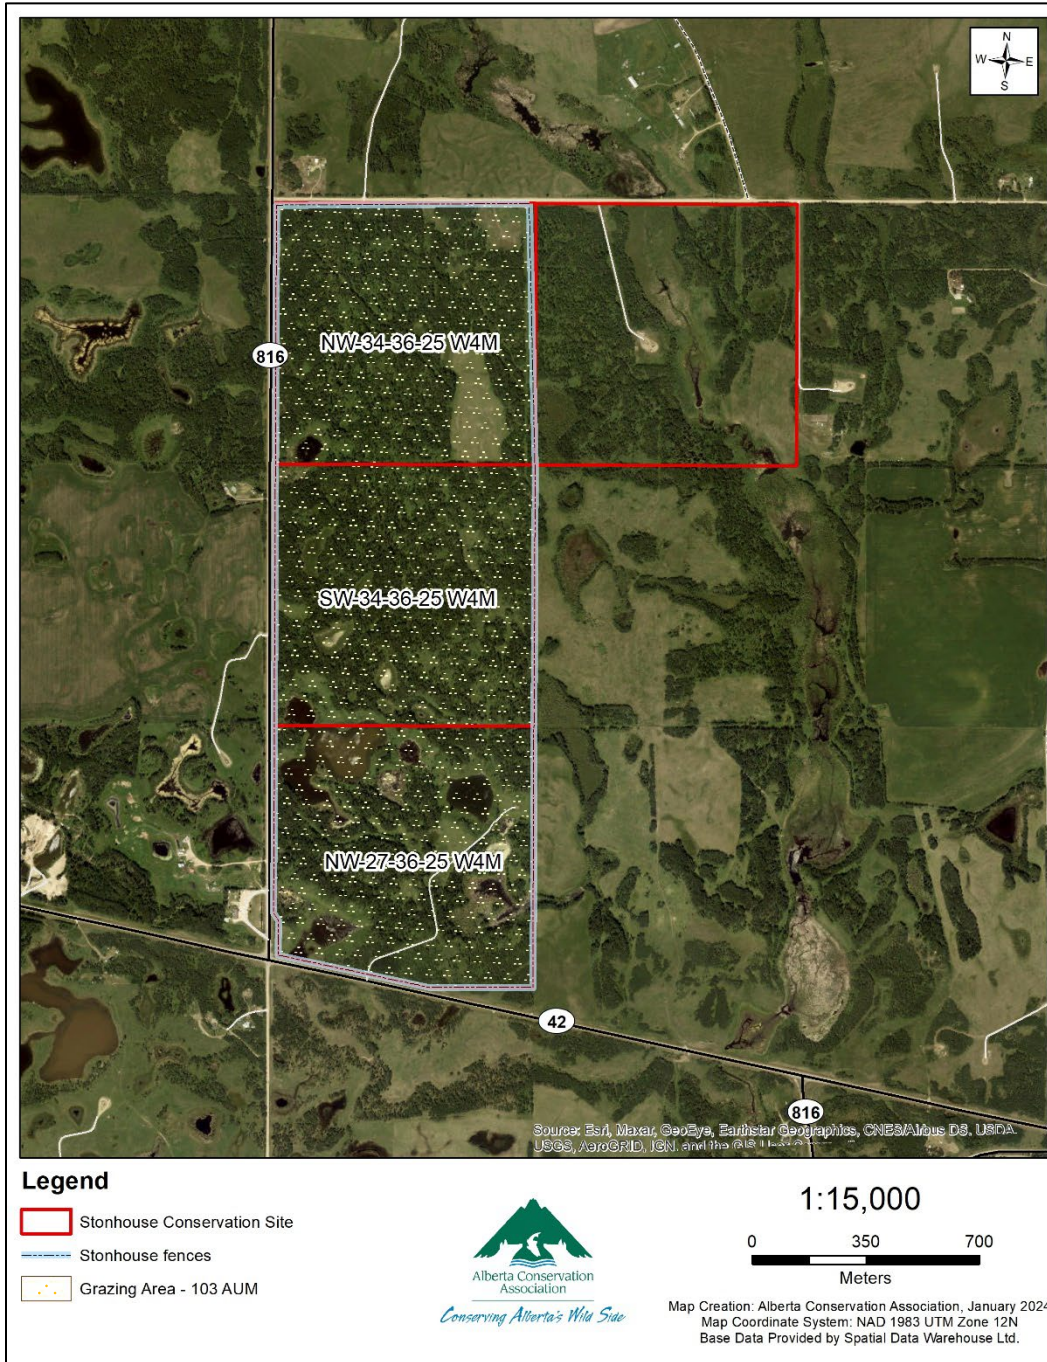 N
W E
S
NW-34-36-25 W4M
816
SW-34-36-25 W4M
NW-27-36-25 W4M
42
816
Source: Esri, Maxar, GeoEye, Earthstar Geographics, CNES/Airbus DS, USDA,
USGS, AeroGRID, IGN, and the GIS User
Legend
Stonhouse Conservation Site
Stonhouse fences
Grazing Area - 103 AUM
Alberta Conservation
Association
Conserving Alberta's Wild Side
1:15,000
0 350 700
Meters
Map Creation: Alberta Conservation Association, January 2024
Map Coordinate System: NAD 1983 UTM Zone 12N
Base Data Provided by Spatial Data Warehouse Ltd.